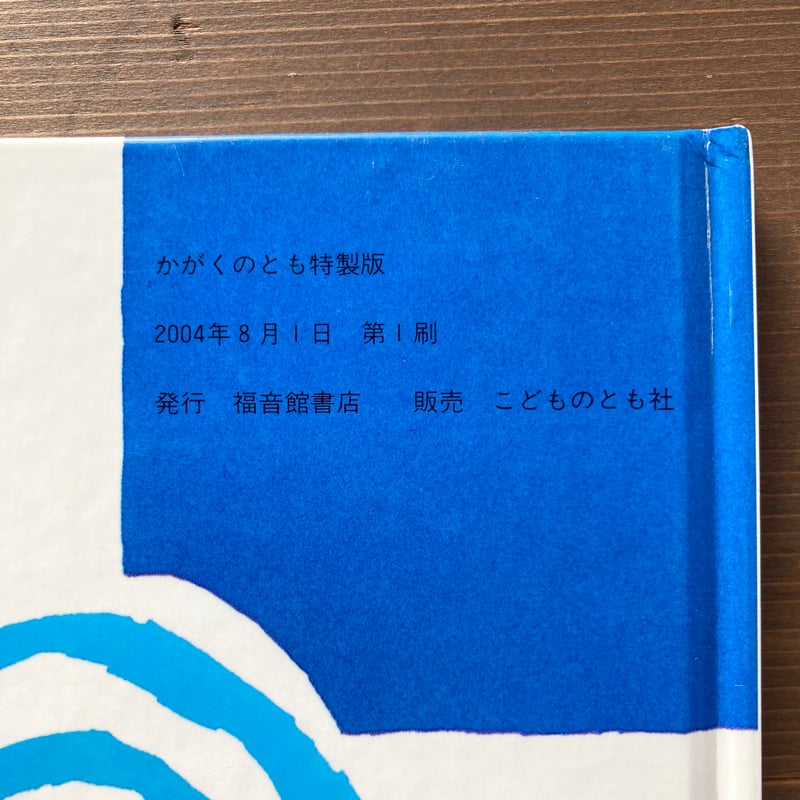 かがくのとも特製版
2004年8月1日　第1刷
発行　福音館書店　　販売　こどものとも社